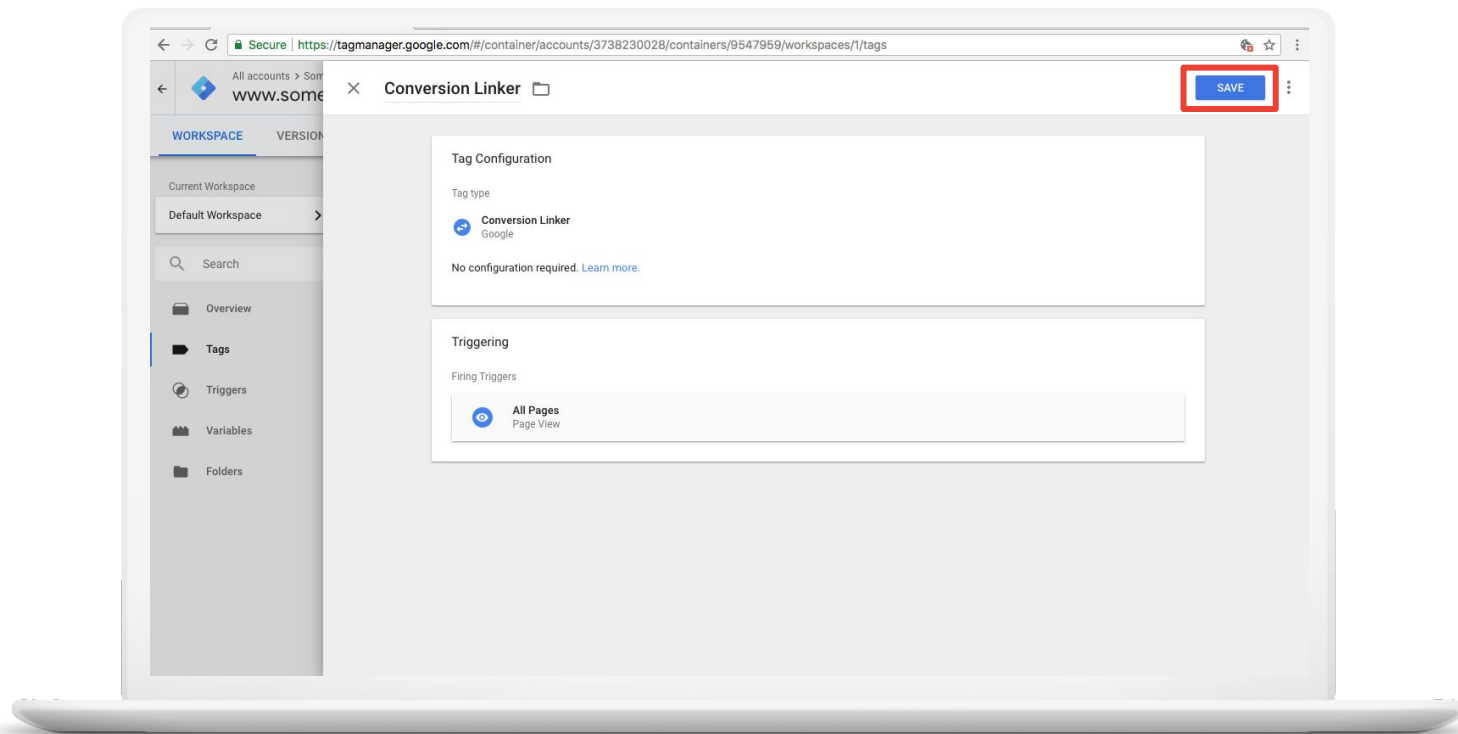 Secure | https://tagmanager.google.com/#/container/accounts/3738230028/containers/9547959/workspaces/1/tags
All accounts > Som
www.some
Conversion Linker
SAVE
WORKSPACE VERSION
Current Workspace
Default Workspace
Search
Overview
Tags
Triggers
Variables
Folders
Tag Configuration
Tag type
Conversion Linker
Google
No configuration required. Learn more.
Triggering
Firing Triggers
All Pages
Page View